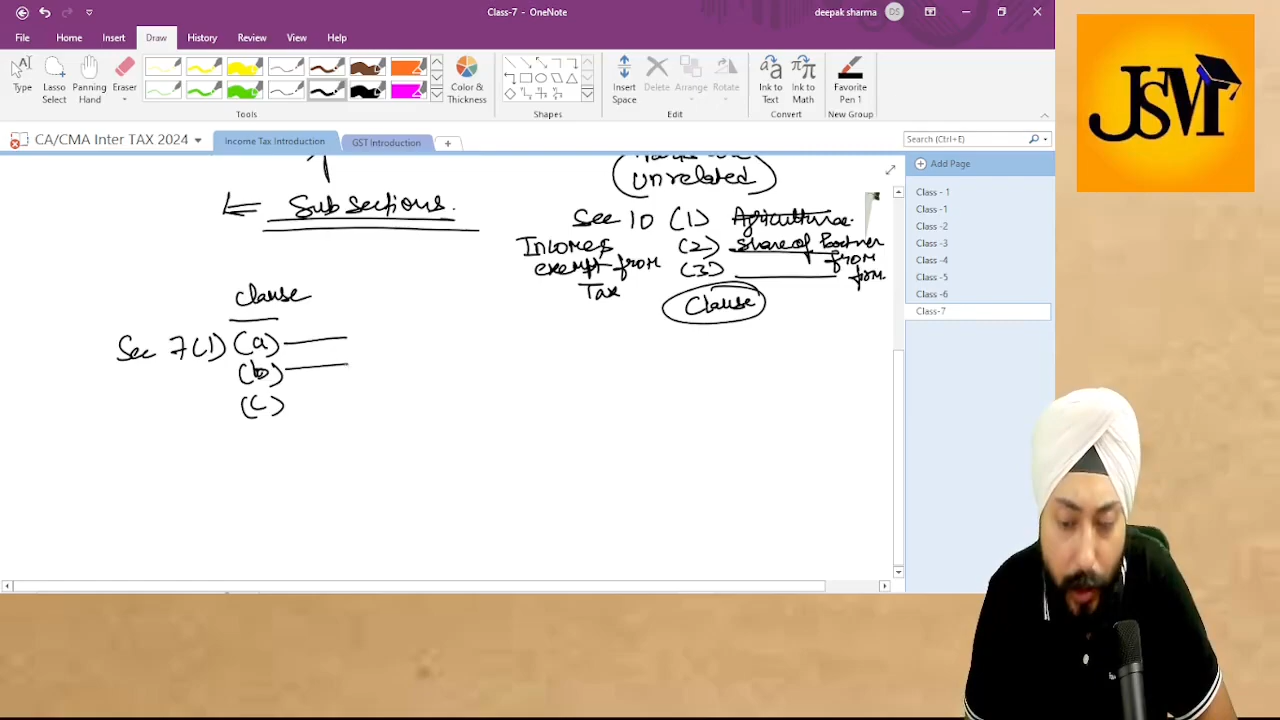 Class-7 - OneNote
deepak sharma DS
File Home Insert Draw History Review View Help
Type Lasso Select Panning Hand Eraser Color & Thickness Insert Space Delete Arrange Rotate Ink to Text Ink to Math Favorite Pen 1
Tools Shapes Edit Convert New Group
CA/CMA Inter TAX 2024 Income Tax Introduction GST Introduction Search (Ctrl+E)
Add Page
Class - 1
Class -1
Class -2
Class -3
Class -4
Class -5
Class -6
Class-7
JSM
unrelated
Sub sections.
Sec 10 (1) Agriculture.
Incomes (2) share of Partner
exempt from (3) from
Tax firm.
Clause
Clause
Sec 7(1) (a)
(b)
(c)